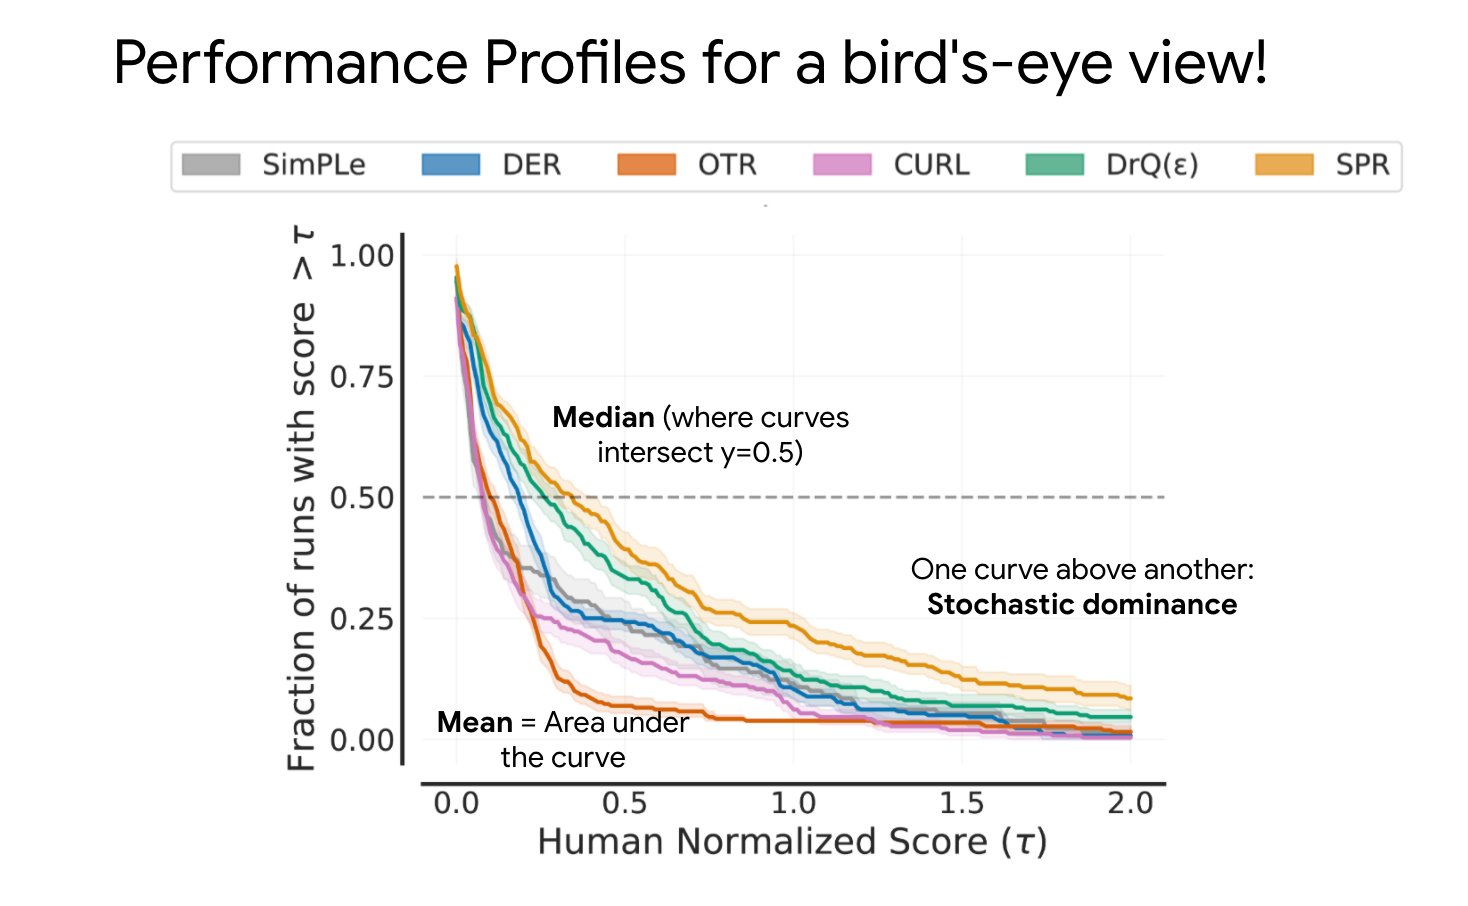 Performance Profiles for a bird's-eye view!
SimPLe DER OTR CURL DrQ(ε) SPR
Fraction of runs with score > τ
1.00
0.75
0.50
0.25
0.00
Median (where curves
intersect y=0.5)
One curve above another:
Stochastic dominance
Mean = Area under
the curve
0.0 0.5 1.0 1.5 2.0
Human Normalized Score (τ)